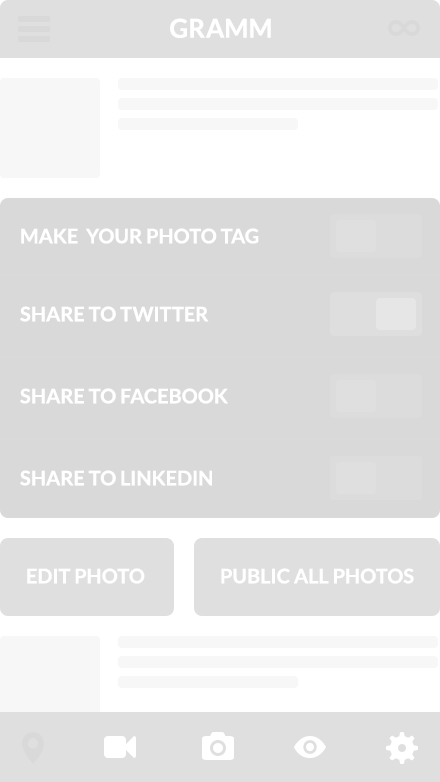 GRAMM
MAKE YOUR PHOTO TAG
SHARE TO TWITTER
SHARE TO FACEBOOK
SHARE TO LINKEDIN
EDIT PHOTO
PUBLIC ALL PHOTOS